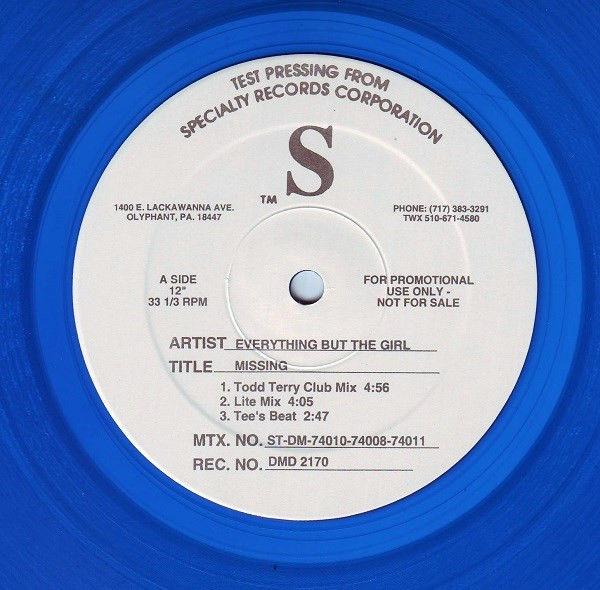 TEST PRESSING FROM
SPECIALTY RECORDS CORPORATION
S
TM
1400 E. LACKAWANNA AVE.
OLYPHANT, PA. 18447
PHONE: (717) 383-3291
TWX 510-671-4580
A SIDE
12"
33 1/3 RPM
FOR PROMOTIONAL
USE ONLY -
NOT FOR SALE
ARTIST EVERYTHING BUT THE GIRL
TITLE MISSING
1. Todd Terry Club Mix 4:56
2. Lite Mix 4:05
3. Tee's Beat 2:47
MTX. NO. ST-DM-74010-74008-74011
REC. NO. DMD 2170